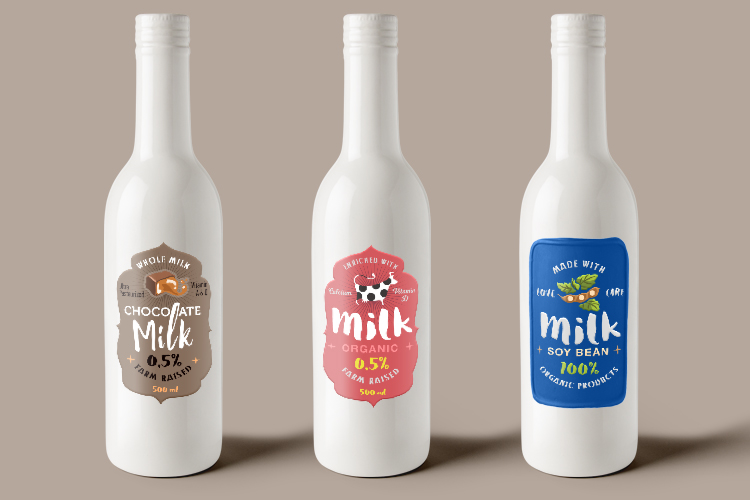 WHOLE MILK
Vitamin
CHOCOLATE
Milk
0,5%
FARM RAISED
500 ml
ENRICHED WITH
Calcium
Vitamin
D
milk
ORGANIC
0.5%
FARM RAISED
500 ml
MADE WITH
LOVE CARE
milk
SOY BEAN
100%
ORGANIC PRODUCTS